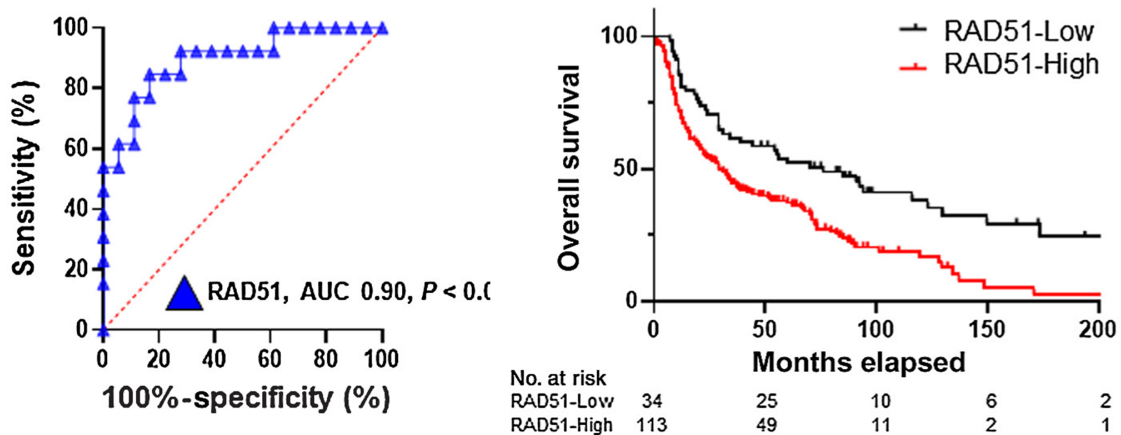 100
80
60
40
20
0
Sensitivity (%)
RAD51, AUC 0.90, P < 0.0
0 20 40 60 80 100
100%-specificity (%)
RAD51-Low
RAD51-High
100
50
0
Overall survival
0 50 100 150 200
Months elapsed
No. at risk
RAD51-Low 34 25 10 6 2
RAD51-High 113 49 11 2 1